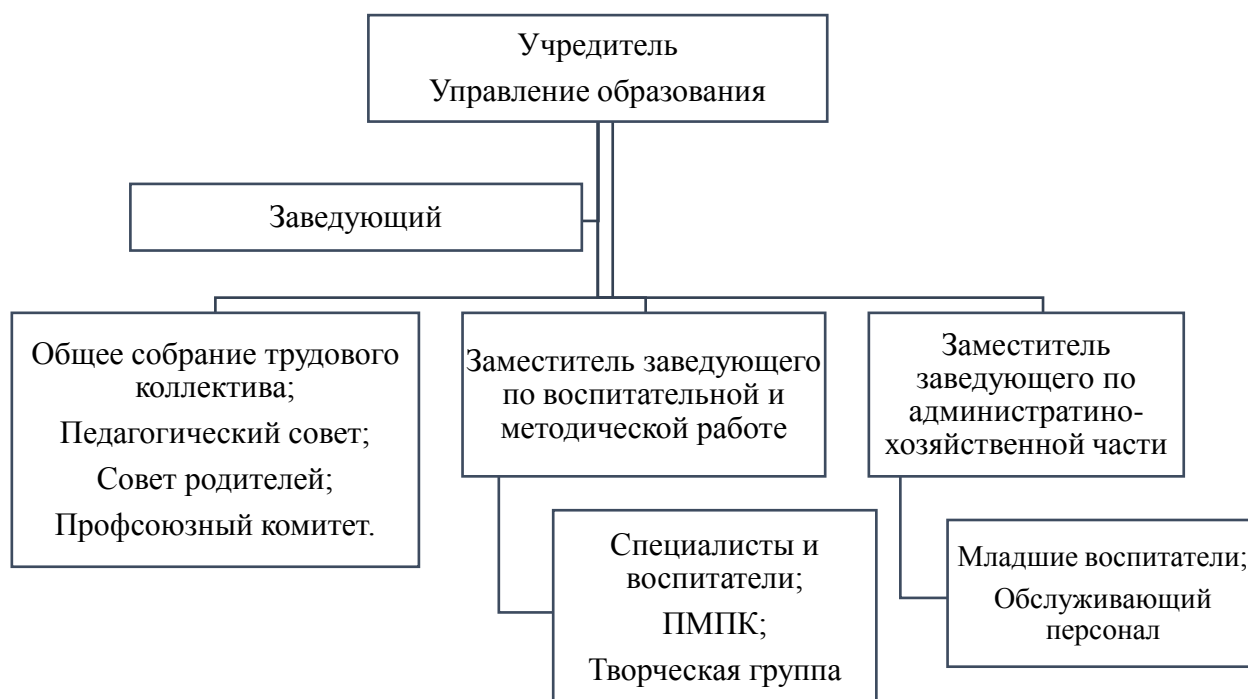 Учредитель
Управление образования
Заведующий
Общее собрание трудового
коллектива;
Педагогический совет;
Совет родителей;
Профсоюзный комитет.
Заместитель заведующего
по воспитательной и
методической работе
Заместитель
заведующего по
администратино-
хозяйственной части
Специалисты и
воспитатели;
ПМПК;
Творческая группа
Младшие воспитатели;
Обслуживающий
персонал